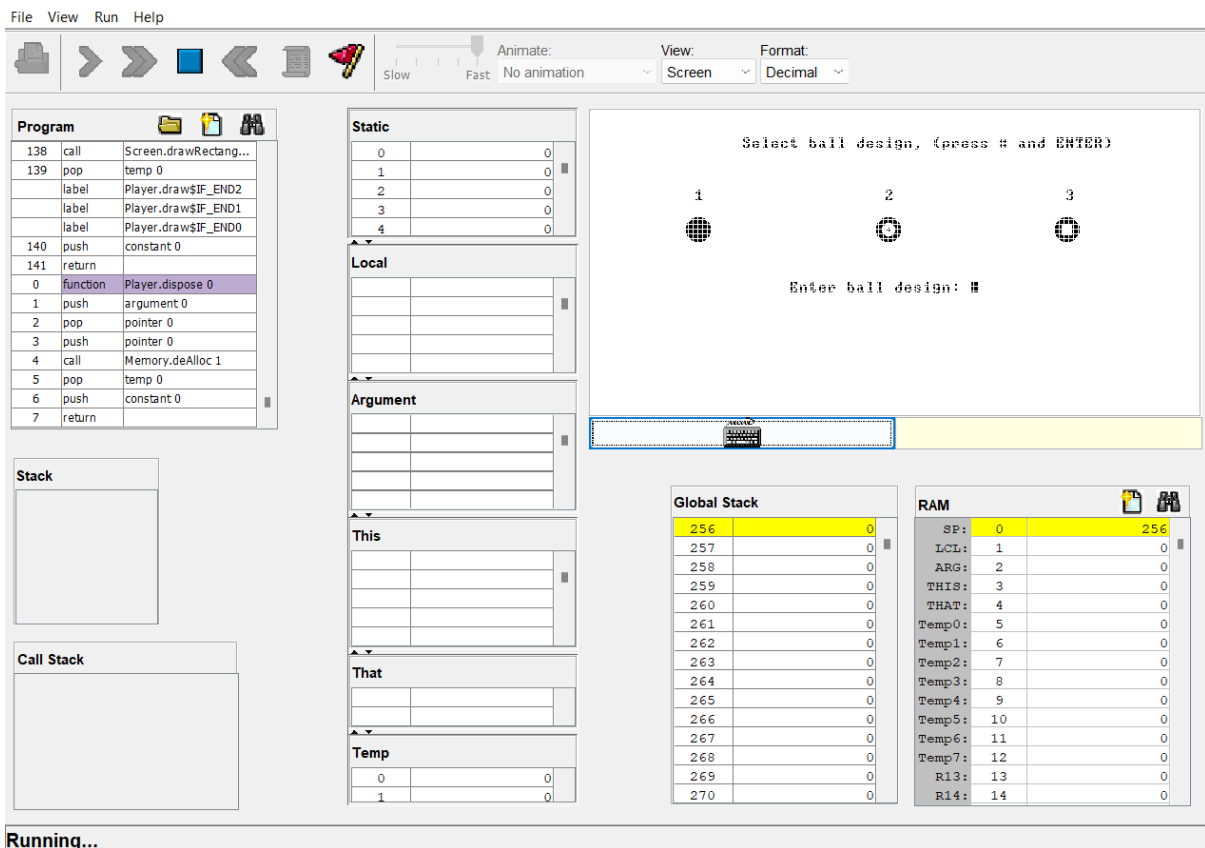 File View Run Help
Slow Fast
Animate:
No animation
View:
Screen
Format:
Decimal
Program
138 call Screen.drawRectang...
139 pop temp 0
label Player.draw$IF_END2
label Player.draw$IF_END1
label Player.draw$IF_END0
140 push constant 0
141 return
0 function Player.dispose 0
1 push argument 0
2 pop pointer 0
3 push pointer 0
4 call Memory.deAlloc 1
5 pop temp 0
6 push constant 0
7 return
Stack
Call Stack
Static
0 0
1 0
2 0
3 0
4 0
Local
Argument
This
That
Temp
0 0
1 0
Select ball design, (press # and ENTER)
1 2 3
Enter ball design:
Global Stack
256 0
257 0
258 0
259 0
260 0
261 0
262 0
263 0
264 0
265 0
266 0
267 0
268 0
269 0
270 0
RAM
SP: 0 256
LCL: 1 0
ARG: 2 0
THIS: 3 0
THAT: 4 0
Temp0: 5 0
Temp1: 6 0
Temp2: 7 0
Temp3: 8 0
Temp4: 9 0
Temp5: 10 0
Temp6: 11 0
Temp7: 12 0
R13: 13 0
R14: 14 0
Running...